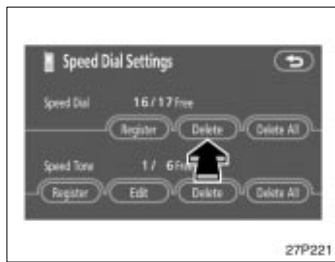 Speed Dial Settings
Speed Dial 16/17 Free
Register Delete Delete All
Speed Tone 1/ 6 Free
Register Edit Delete Delete All
27P221